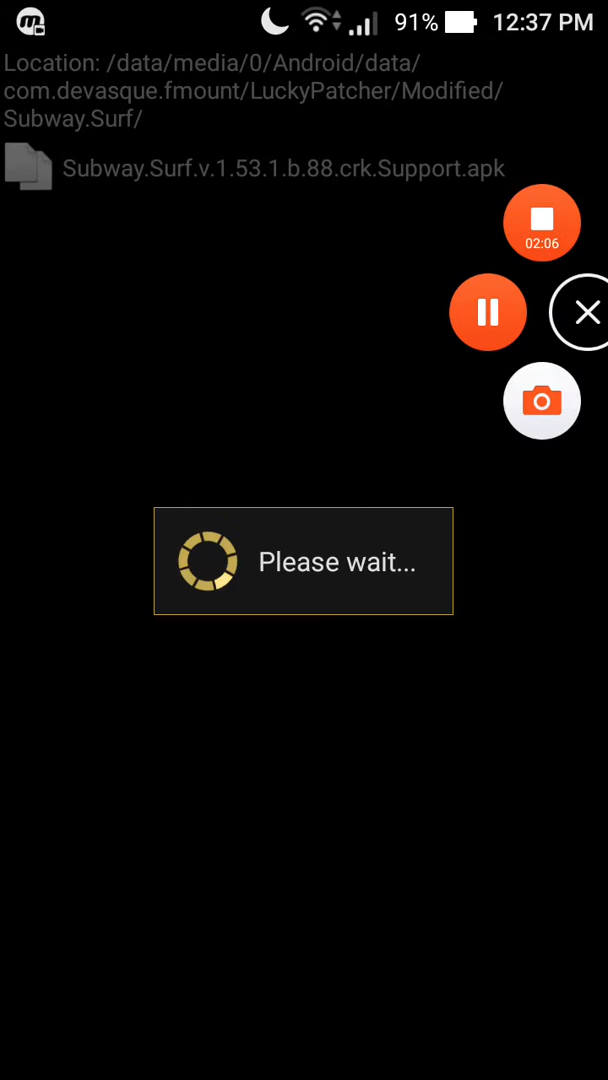 91% 12:37 PM
Location: /data/media/0/Android/data/
com.devasque.fmount/LuckyPatcher/Modified/
Subway.Surf/
Subway.Surf.v.1.53.1.b.88.crk.Support.apk
02:06
Please wait...